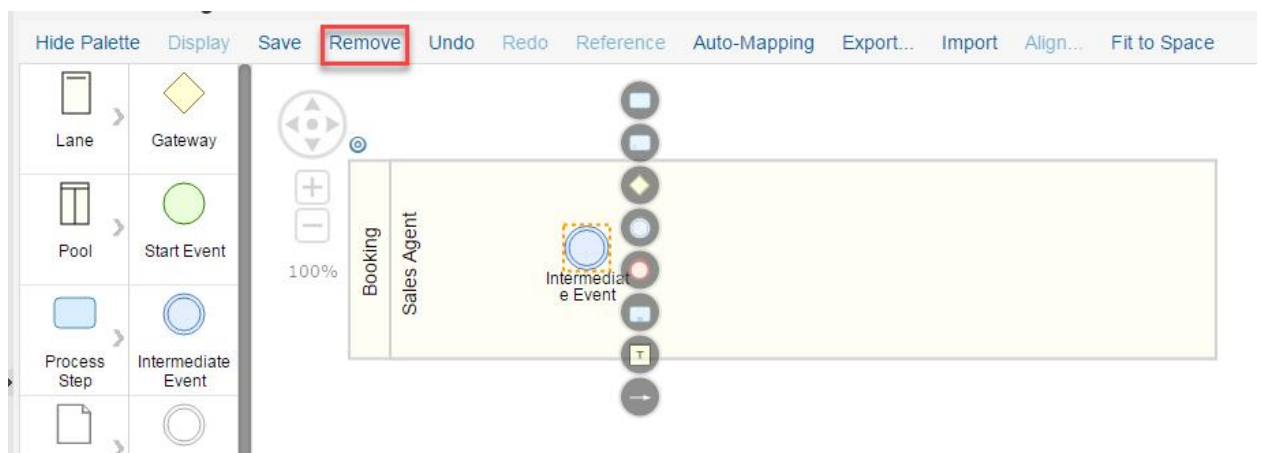 Hide Palette Display Save Remove Undo Redo Reference Auto-Mapping Export... Import Align... Fit to Space
Lane
Gateway
Pool
Start Event
Process
Step
Intermediate
Event
100%
Booking
Sales Agent
Intermediat
e Event
T